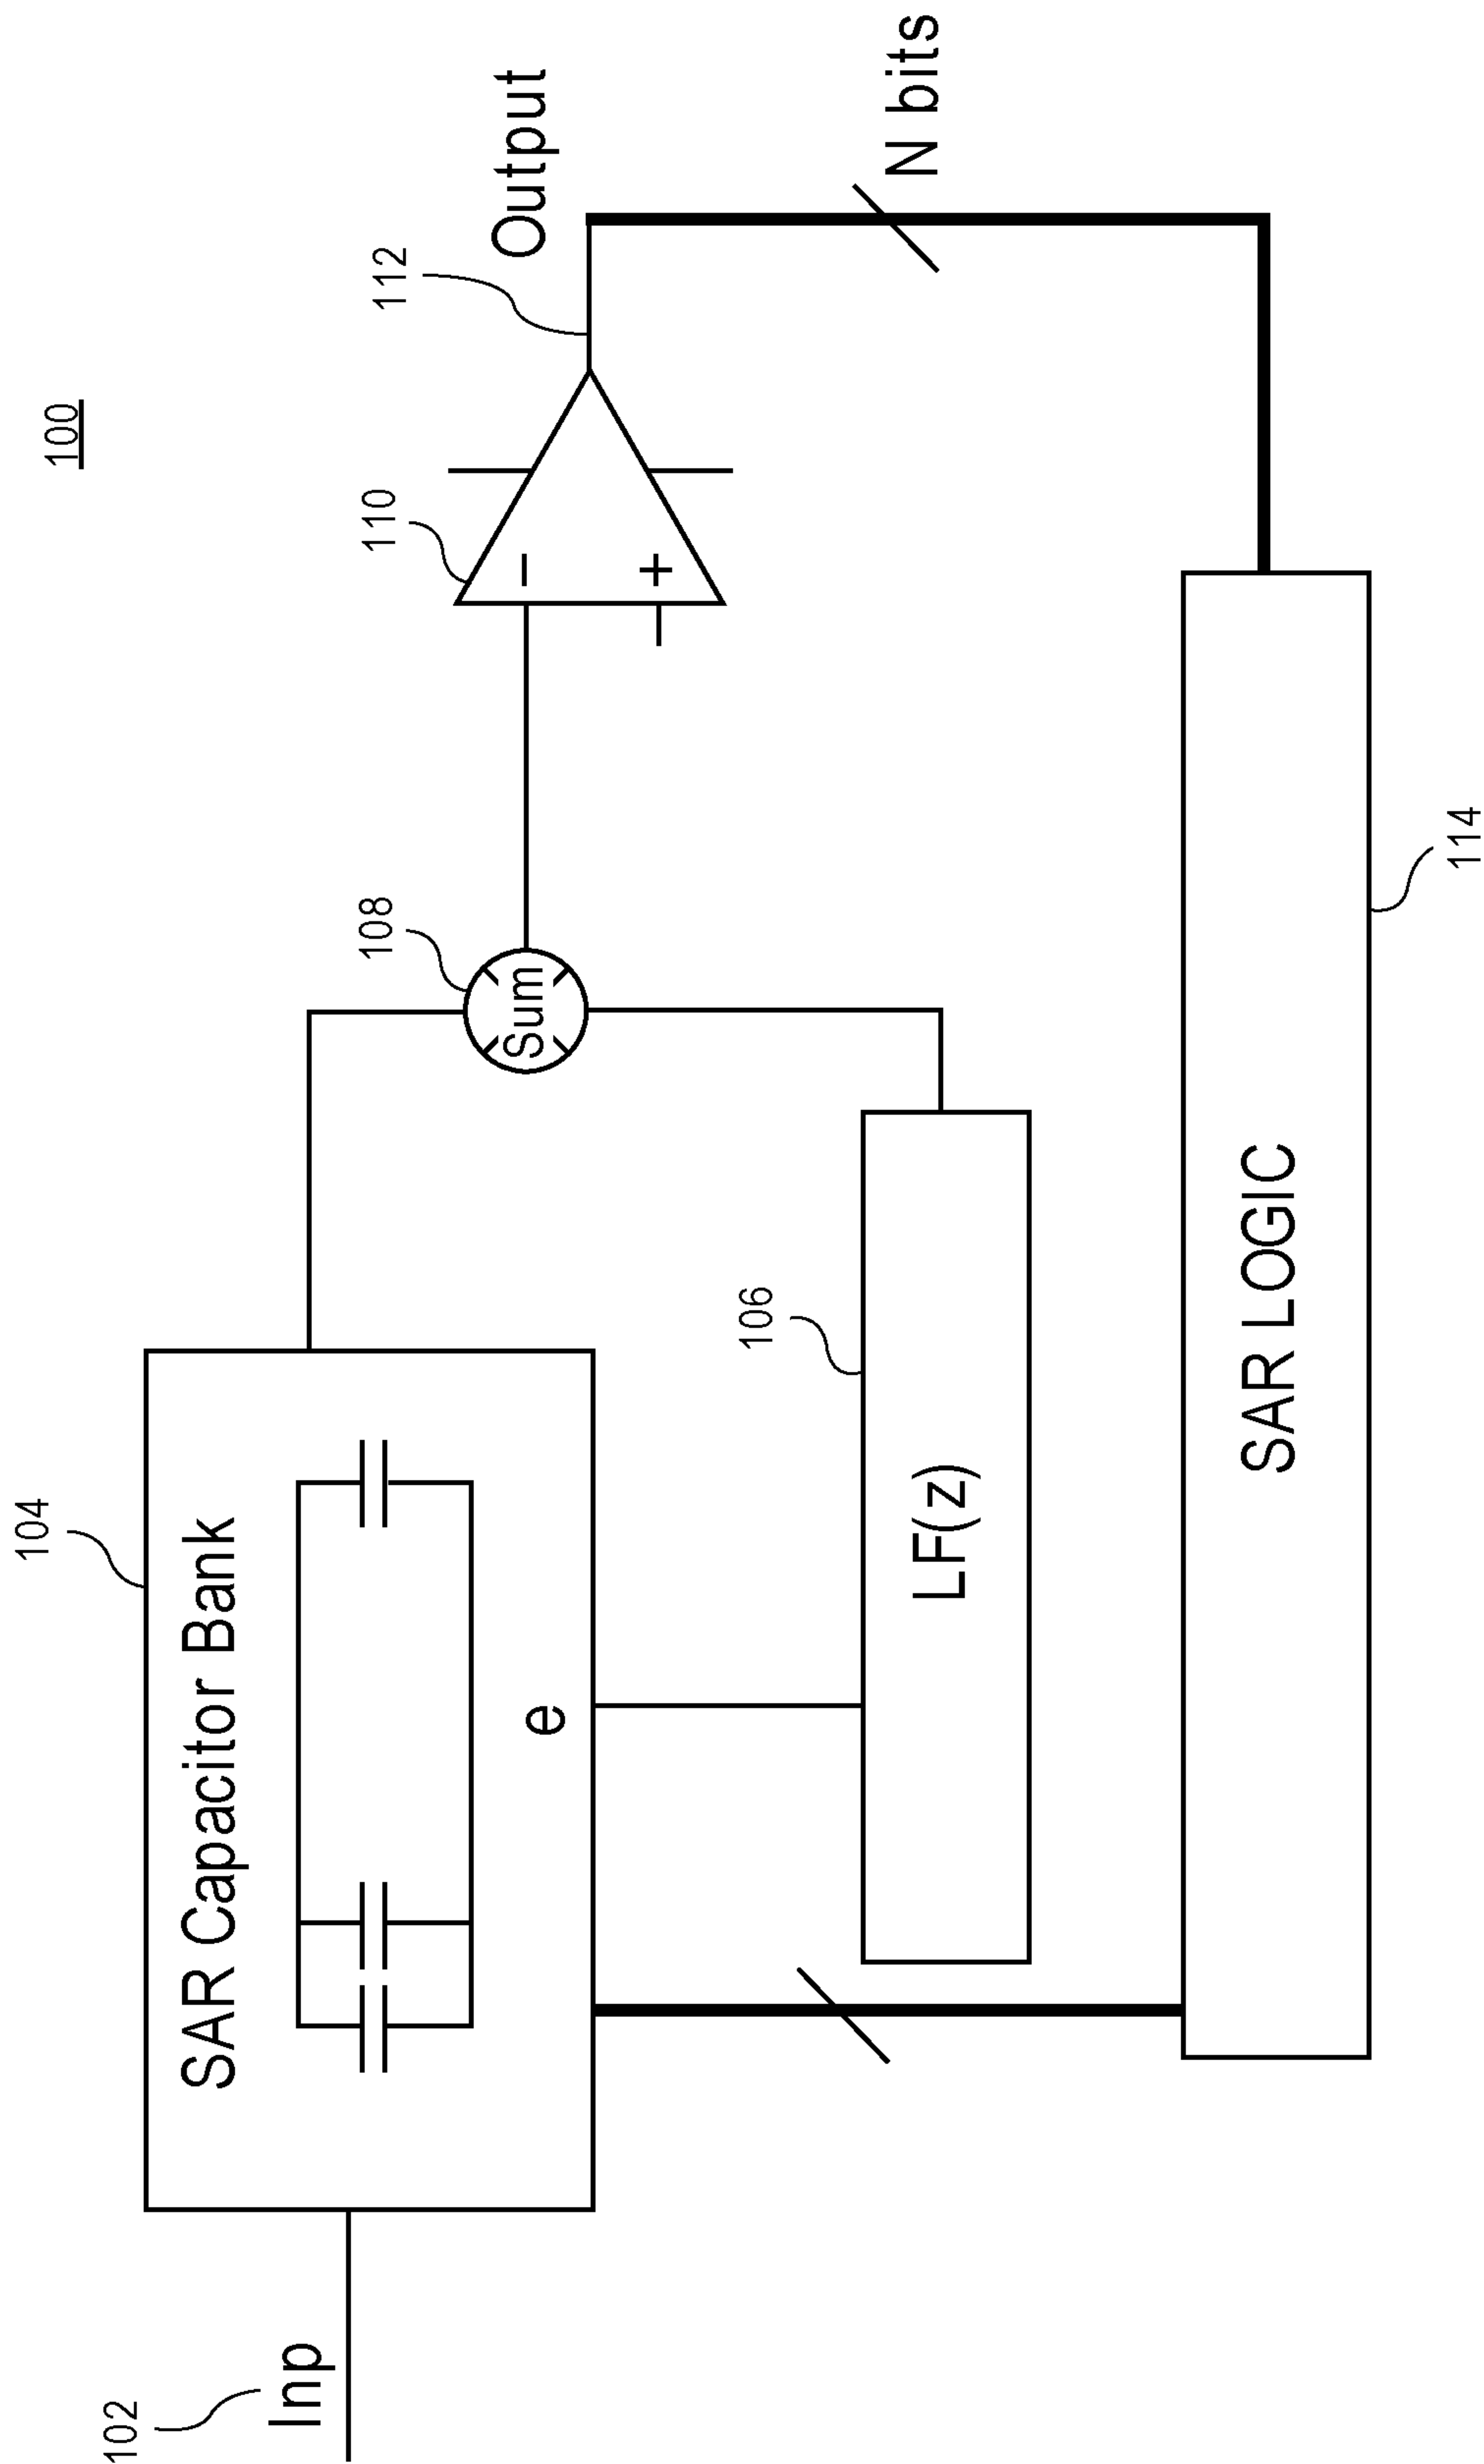 100
102
Inp
104
SAR Capacitor Bank
e
106
LF(z)
108
Sum
110
−
+
112
Output
N bits
SAR LOGIC
114